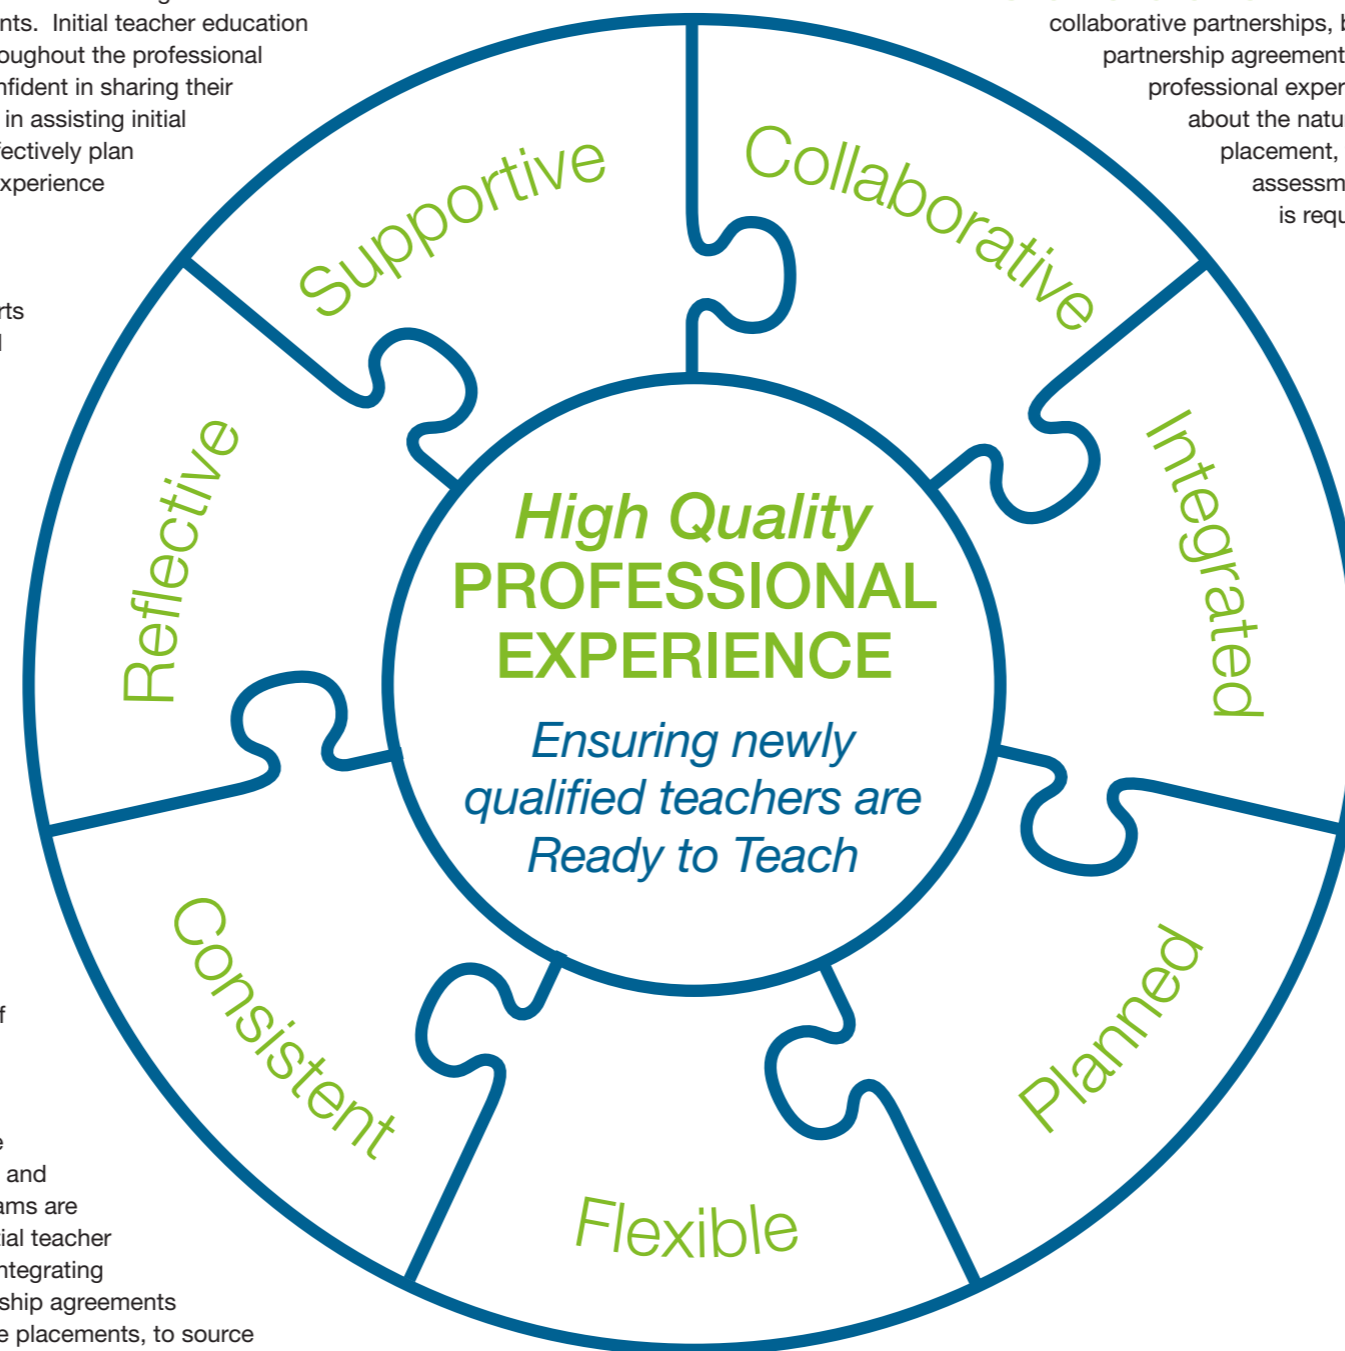 nts. Initial teacher education
oughout the professional
nfident in sharing their
in assisting initial
fectively plan
xperience
rts
f
e
and
ams are
tial teacher
ntegrating
ship agreements
e placements, to source
collaborative partnerships, b
partnership agreement
professional exper
about the natur
placement,
assessm
is requ
Supportive
Collaborative
Integrated
Planned
Flexible
Consistent
Reflective
High Quality
PROFESSIONAL
EXPERIENCE
Ensuring newly
qualified teachers are
Ready to Teach